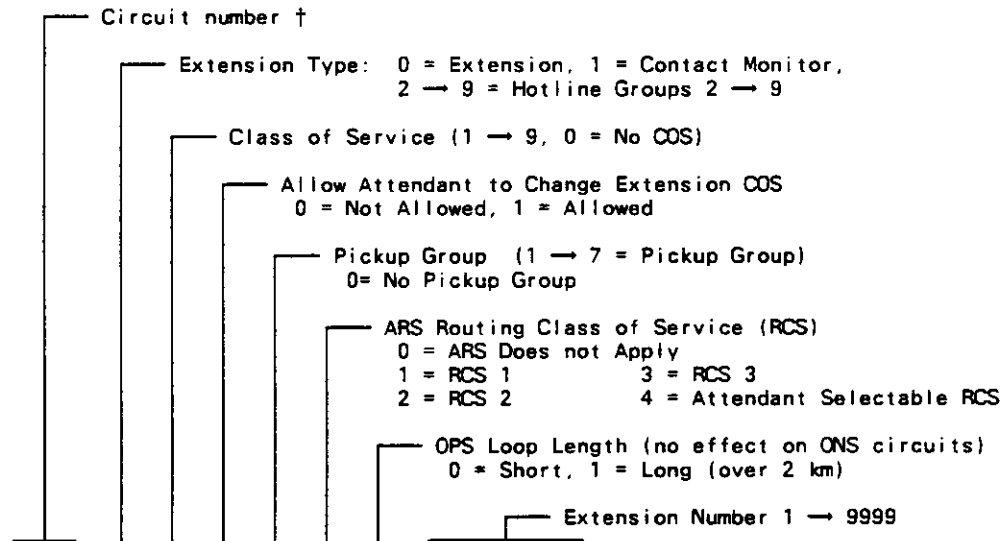 Circuit number †
Extension Type: 0 = Extension, 1 = Contact Monitor,
2 → 9 = Hotline Groups 2 → 9
Class of Service (1 → 9, 0 = No COS)
Allow Attendant to Change Extension COS
0 = Not Allowed, 1 = Allowed
Pickup Group (1 → 7 = Pickup Group)
0= No Pickup Group
ARS Routing Class of Service (RCS)
0 = ARS Does not Apply
1 = RCS 1 3 = RCS 3
2 = RCS 2 4 = Attendant Selectable RCS
OPS Loop Length (no effect on ONS circuits)
0 = Short, 1 = Long (over 2 km)
Extension Number 1 → 9999